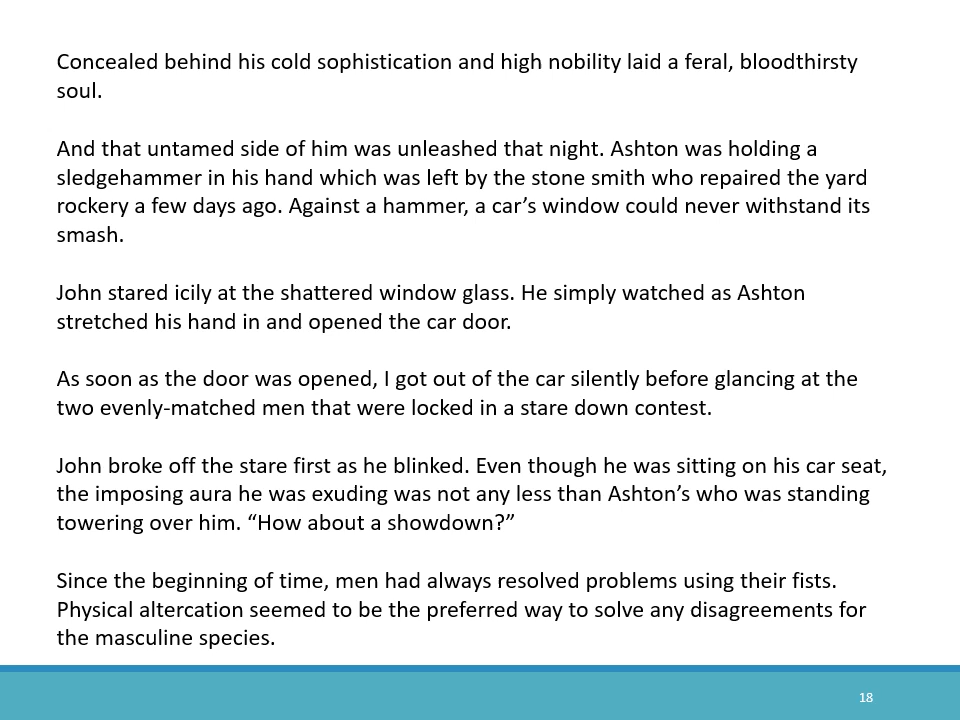 Concealed behind his cold sophistication and high nobility laid a feral, bloodthirsty
soul.
And that untamed side of him was unleashed that night. Ashton was holding a
sledgehammer in his hand which was left by the stone smith who repaired the yard
rockery a few days ago. Against a hammer, a car’s window could never withstand its
smash.
John stared icily at the shattered window glass. He simply watched as Ashton
stretched his hand in and opened the car door.
As soon as the door was opened, I got out of the car silently before glancing at the
two evenly-matched men that were locked in a stare down contest.
John broke off the stare first as he blinked. Even though he was sitting on his car seat,
the imposing aura he was exuding was not any less than Ashton’s who was standing
towering over him. “How about a showdown?”
Since the beginning of time, men had always resolved problems using their fists.
Physical altercation seemed to be the preferred way to solve any disagreements for
the masculine species.
18